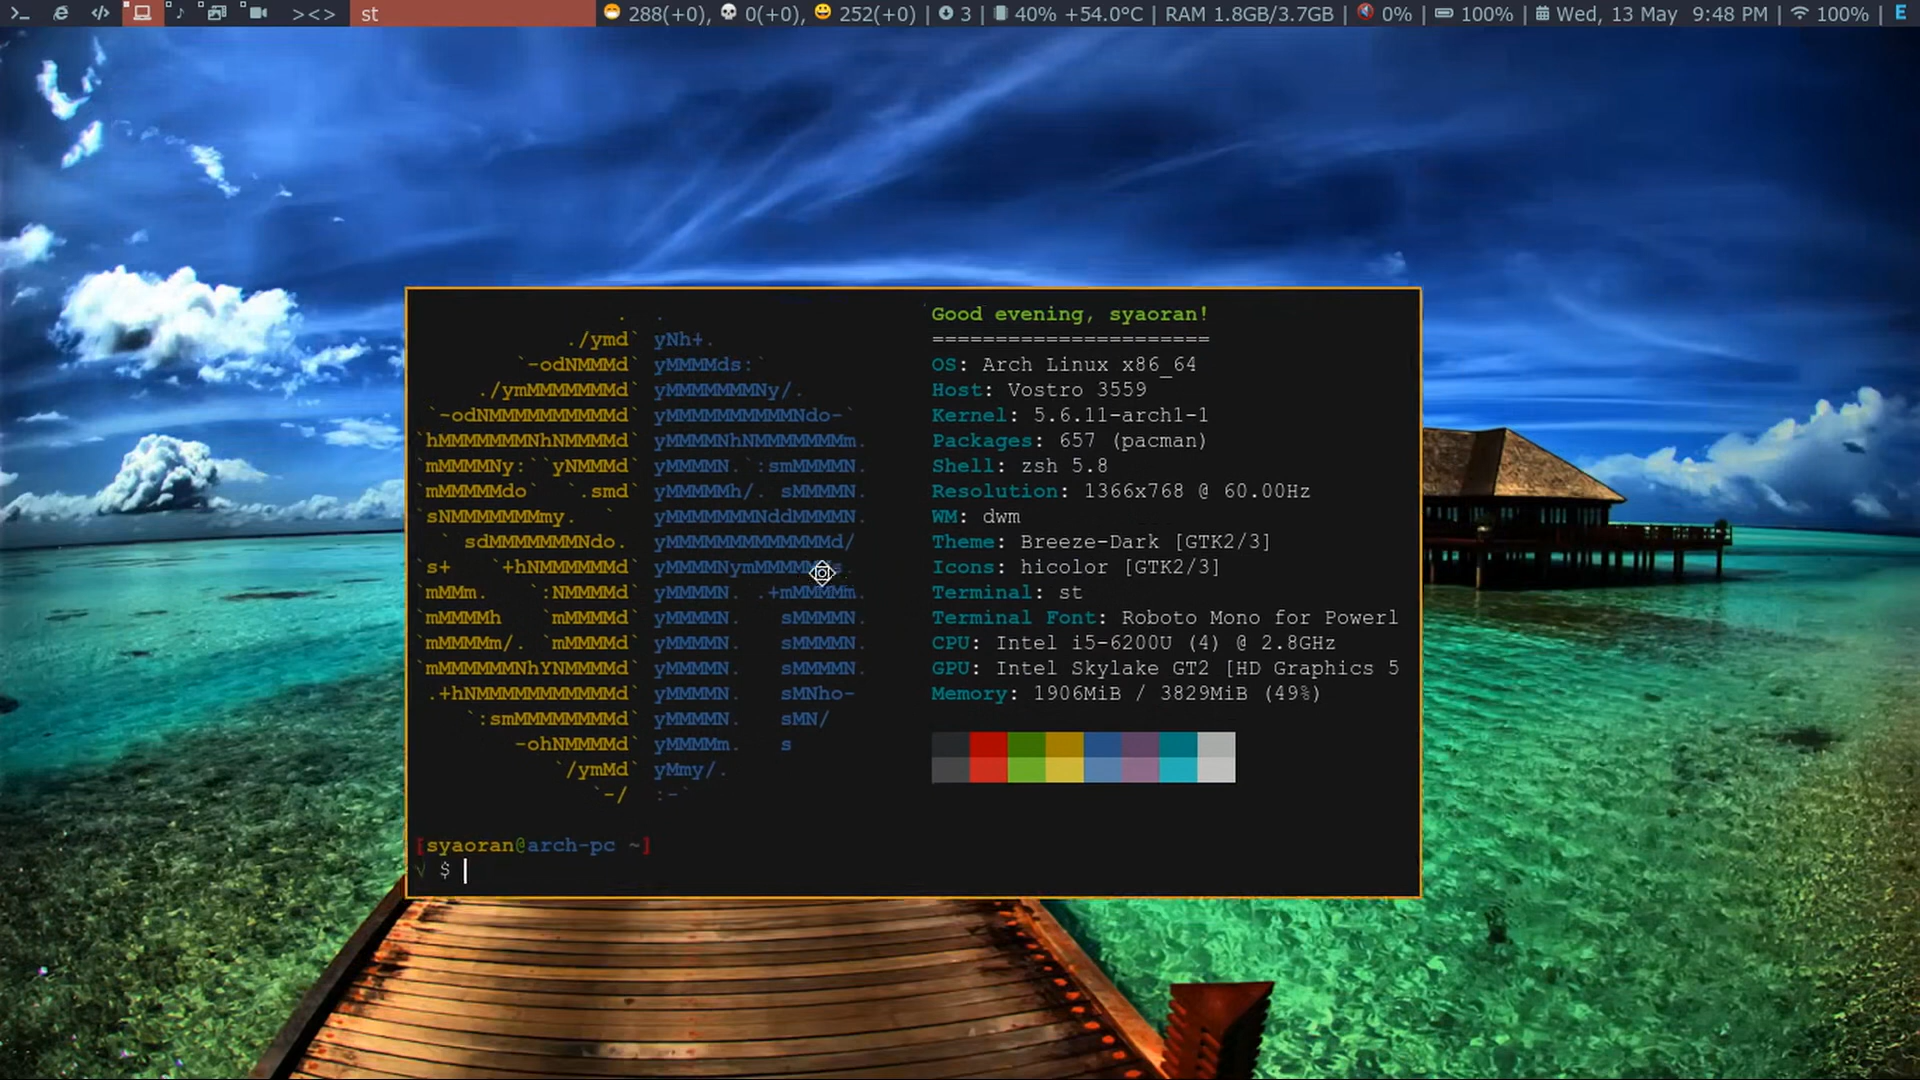 ><> st 288(+0), 0(+0), 252(+0) | 3 | 40% +54.0°C | RAM 1.8GB/3.7GB | 0% | 100% | Wed, 13 May 9:48 PM | 100% | E
Good evening, syaoran!
======================
OS: Arch Linux x86_64
Host: Vostro 3559
Kernel: 5.6.11-arch1-1
Packages: 657 (pacman)
Shell: zsh 5.8
Resolution: 1366x768 @ 60.00Hz
WM: dwm
Theme: Breeze-Dark [GTK2/3]
Icons: hicolor [GTK2/3]
Terminal: st
Terminal Font: Roboto Mono for Powerl
CPU: Intel i5-6200U (4) @ 2.8GHz
GPU: Intel Skylake GT2 [HD Graphics 5
Memory: 1906MiB / 3829MiB (49%)
[syaoran@arch-pc ~]
√ $